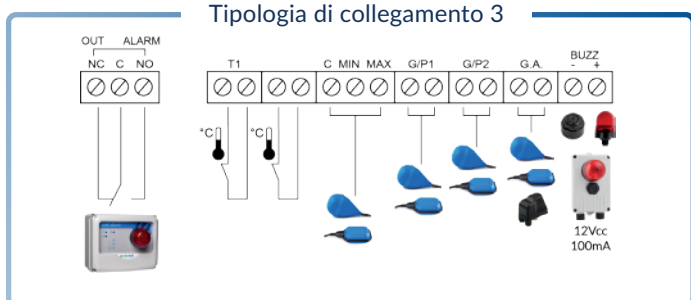 Tipologia di collegamento 3
OUT ALARM
NC C NO
T1
C MIN MAX
G/P1
G/P2
G.A.
BUZZ
- +
°C
°C
12Vcc
100mA